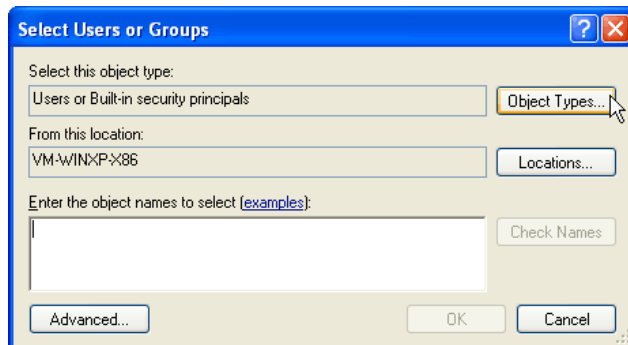 Select Users or Groups
Select this object type:
Users or Built-in security principals
Object Types...
From this location:
VM-WINXP-X86
Locations...
Enter the object names to select (examples):
Check Names
Advanced...
OK
Cancel